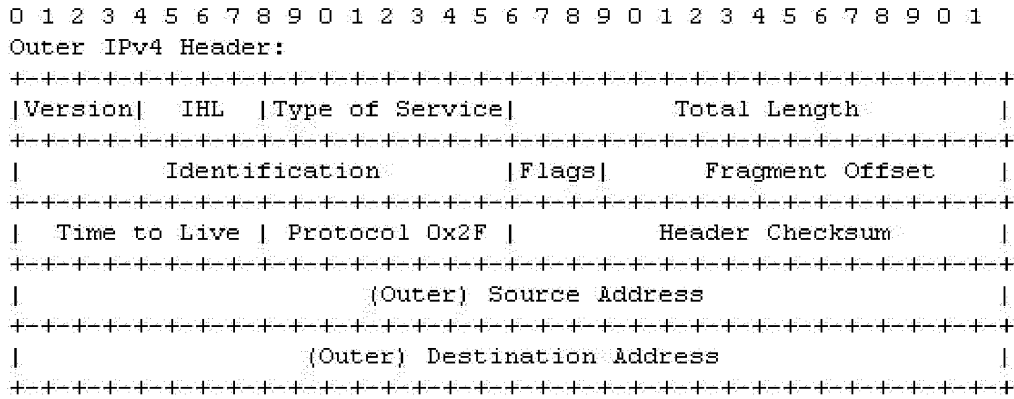 0 1 2 3 4 5 6 7 8 9 0 1 2 3 4 5 6 7 8 9 0 1 2 3 4 5 6 7 8 9 0 1
Outer IPv4 Header:
+-+-+-+-+-+-+-+-+-+-+-+-+-+-+-+-+-+-+-+-+-+-+-+-+-+-+-+-+-+-+-+-+
|Version|  IHL  |Type of Service|          Total Length         |
+-+-+-+-+-+-+-+-+-+-+-+-+-+-+-+-+-+-+-+-+-+-+-+-+-+-+-+-+-+-+-+-+
|         Identification        |Flags|      Fragment Offset    |
+-+-+-+-+-+-+-+-+-+-+-+-+-+-+-+-+-+-+-+-+-+-+-+-+-+-+-+-+-+-+-+-+
|  Time to Live | Protocol 0x2F |         Header Checksum       |
+-+-+-+-+-+-+-+-+-+-+-+-+-+-+-+-+-+-+-+-+-+-+-+-+-+-+-+-+-+-+-+-+
|                      (Outer) Source Address                   |
+-+-+-+-+-+-+-+-+-+-+-+-+-+-+-+-+-+-+-+-+-+-+-+-+-+-+-+-+-+-+-+-+
|                  (Outer) Destination Address                  |
+-+-+-+-+-+-+-+-+-+-+-+-+-+-+-+-+-+-+-+-+-+-+-+-+-+-+-+-+-+-+-+-+